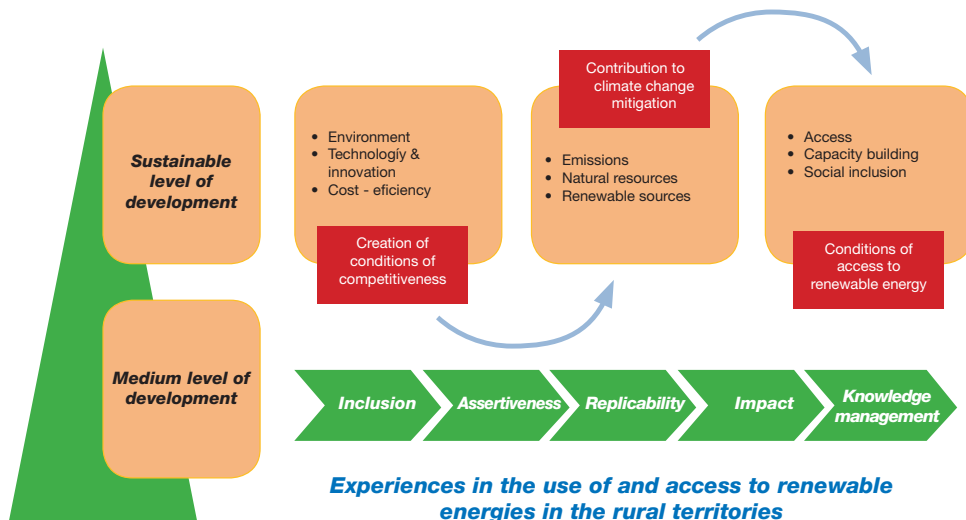 Sustainable
level of
development
• Environment
• Technologíy &
innovation
• Cost - eficiency
Creation of
conditions of
competitiveness
Contribution to
climate change
mitigation
• Emissions
• Natural resources
• Renewable sources
• Access
• Capacity building
• Social inclusion
Conditions of
access to
renewable energy
Medium level of
development
Inclusion
Assertiveness
Replicability
Impact
Knowledge
management
Experiences in the use of and access to renewable
energies in the rural territories